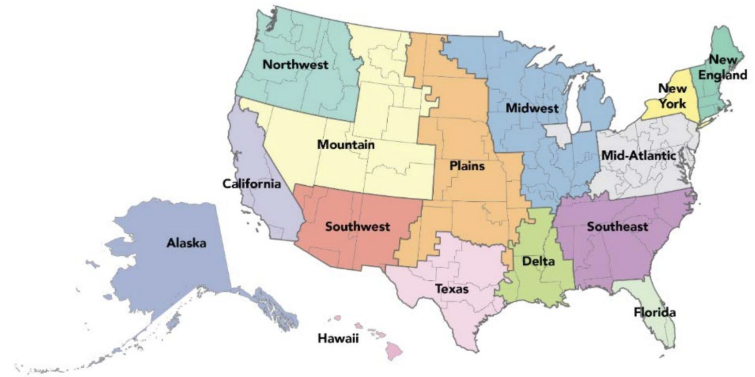 Northwest
New
England
New
York
Midwest
Mountain
Mid-Atlantic
Plains
California
Southwest
Southeast
Alaska
Delta
Texas
Florida
Hawaii